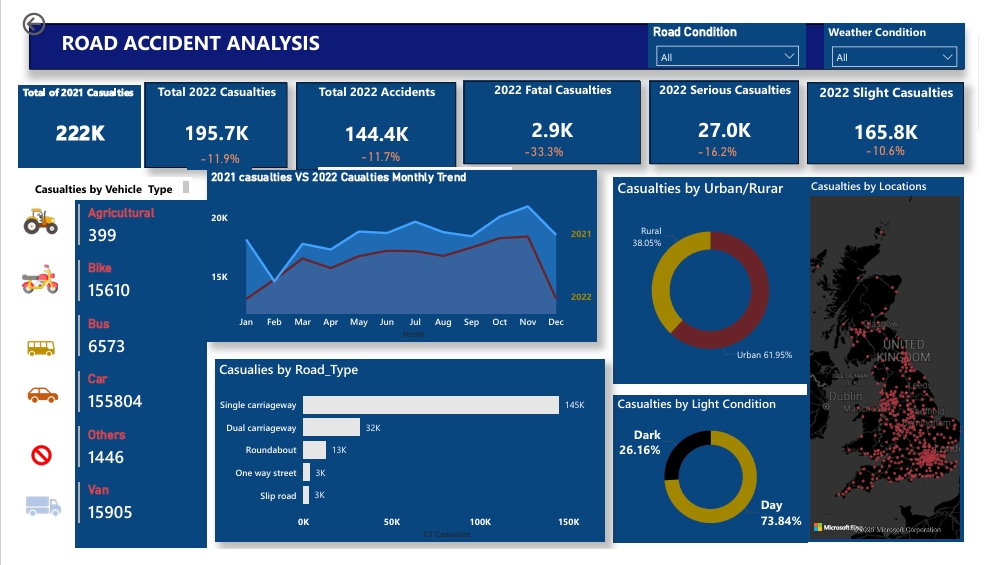 ROAD ACCIDENT ANALYSIS
Road Condition
All
Weather Condition
All
Total of 2021 Casualties
222K
Total 2022 Casualties
195.7K
-11.9%
Total 2022 Accidents
144.4K
-11.7%
2022 Fatal Casualties
2.9K
-33.3%
2022 Serious Casualties
27.0K
-16.2%
2022 Slight Casualties
165.8K
-10.6%
Casualties by Vehicle Type
Agricultural
399
Bike
15610
Bus
6573
Car
155804
Others
1446
Van
15905
2021 casualties VS 2022 Caualties Monthly Trend
20K
15K
2021
2022
Jan Feb Mar Apr May Jun Jul Aug Sep Oct Nov Dec
Month
Casualies by Road_Type
Single carriageway 145K
Dual carriageway 32K
Roundabout 13K
One way street 3K
Slip road 3K
0K 50K 100K 150K
CY Casualties
Casualties by Urban/Rurar
Rural
38.05%
Urban 61.95%
Casualties by Light Condition
Dark
26.16%
Day
73.84%
Casualties by Locations
Glasgow
UNITED
KINGDOM
ISLE OF MAN
Leeds
Dublin
Microsoft Bing
Microsoft Corporation